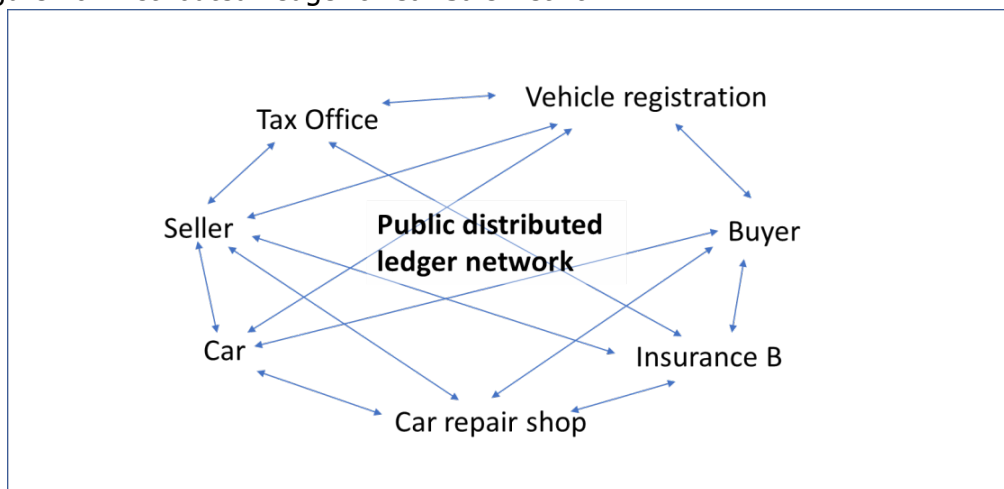 Vehicle registration
Tax Office
Seller
Public distributed
ledger network
Buyer
Car
Insurance B
Car repair shop